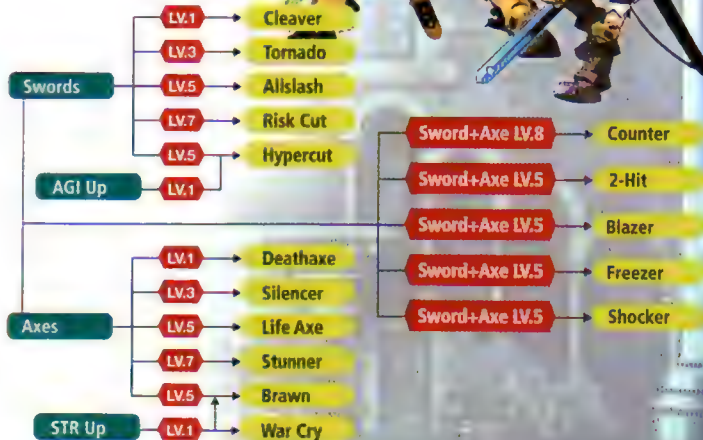 LV.1 Cleaver
LV.3 Tornado
Swords LV.5 Allslash
LV.7 Risk Cut
LV.5 Hypercut
AGI Up LV.1
Sword+Axe LV.8 Counter
Sword+Axe LV.5 2-Hit
Sword+Axe LV.5 Blazer
Sword+Axe LV.5 Freezer
Sword+Axe LV.5 Shocker
LV.1 Deathaxe
LV.3 Silencer
Axes LV.5 Life Axe
LV.7 Stunner
LV.5 Brawn
STR Up LV.1 War Cry